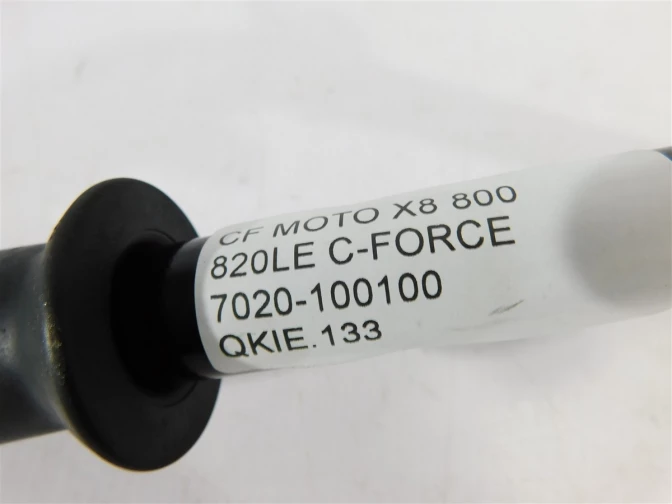 CF MOTO X8 800
820LE C-FORCE
7020-100100
QKIE.133